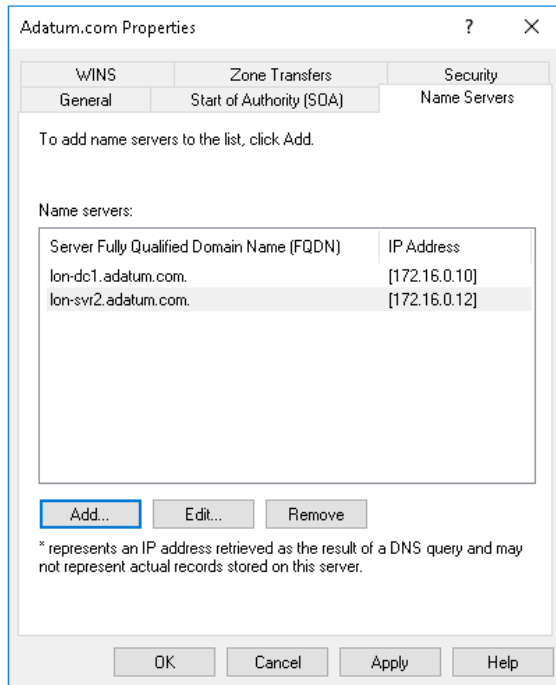 Adatum.com Properties ? ×
WINS Zone Transfers Security
General Start of Authority (SOA) Name Servers
To add name servers to the list, click Add.
Name servers:
Server Fully Qualified Domain Name (FQDN) IP Address
lon-dc1.adatum.com. [172.16.0.10]
lon-svr2.adatum.com. [172.16.0.12]
Add... Edit... Remove
* represents an IP address retrieved as the result of a DNS query and may
not represent actual records stored on this server.
OK Cancel Apply Help